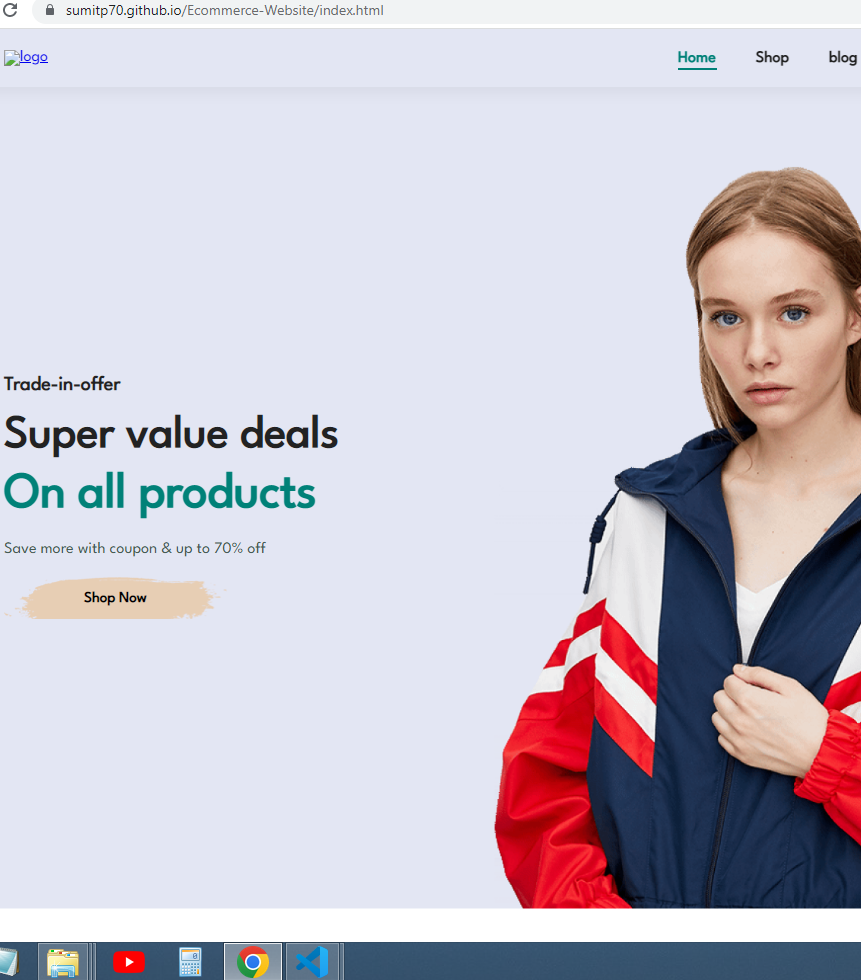 sumitp70.github.io/Ecommerce-Website/index.html
logo
Home Shop blog
Trade-in-offer
Super value deals
On all products
Save more with coupon & up to 70% off
Shop Now